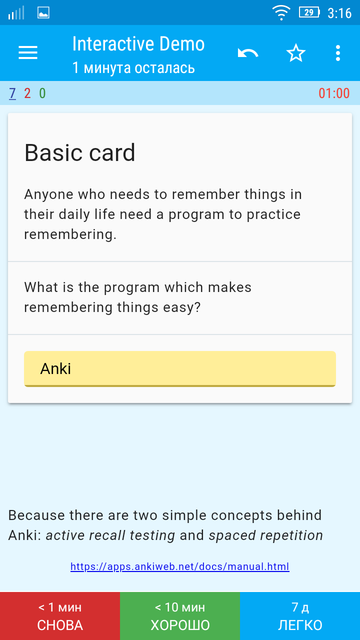 29 3:16
Interactive Demo
1 минута осталась
7 2 0 01:00
Basic card
Anyone who needs to remember things in
their daily life need a program to practice
remembering.
What is the program which makes
remembering things easy?
Anki
Because there are two simple concepts behind
Anki: active recall testing and spaced repetition
https://apps.ankiweb.net/docs/manual.html
< 1 мин < 10 мин 7 д
СНОВА ХОРОШО ЛЕГКО